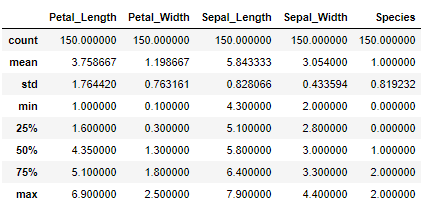 Petal_Length Petal_Width Sepal_Length Sepal_Width Species
count 150.000000 150.000000 150.000000 150.000000 150.000000
mean 3.758667 1.198667 5.843333 3.054000 1.000000
std 1.764420 0.763161 0.828066 0.433594 0.819232
min 1.000000 0.100000 4.300000 2.000000 0.000000
25% 1.600000 0.300000 5.100000 2.800000 0.000000
50% 4.350000 1.300000 5.800000 3.000000 1.000000
75% 5.100000 1.800000 6.400000 3.300000 2.000000
max 6.900000 2.500000 7.900000 4.400000 2.000000